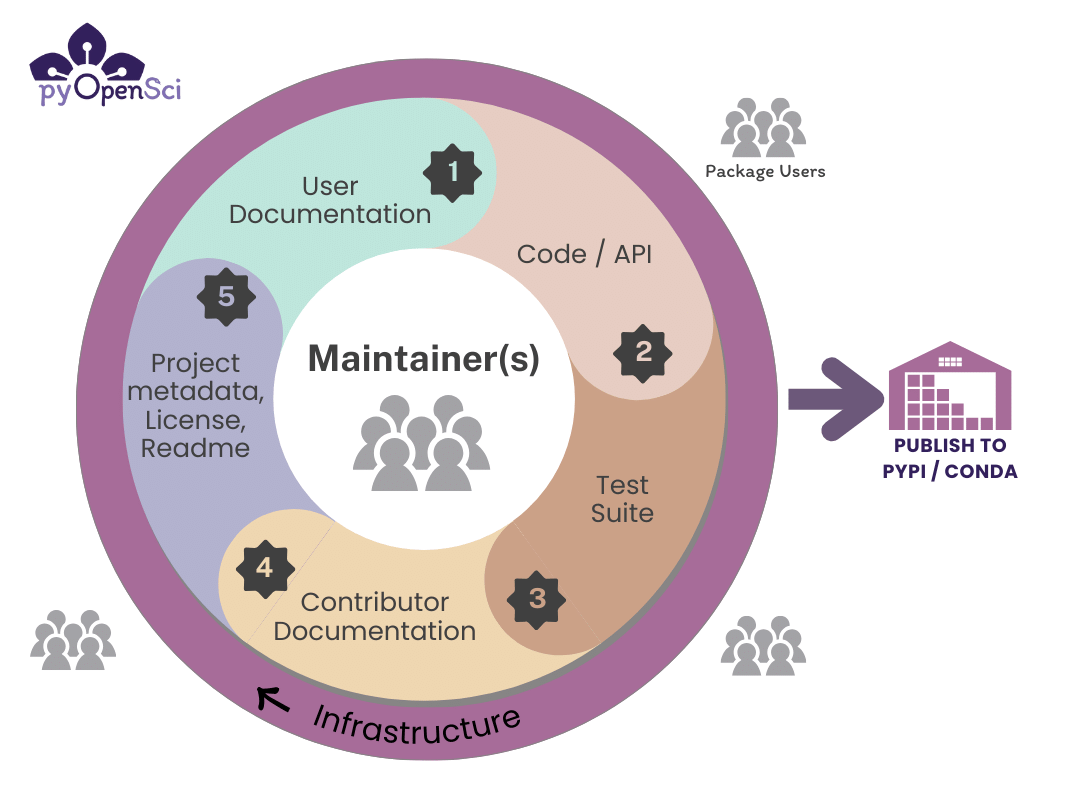 pyOpenSci
Package Users
1
User
Documentation
Code / API
2
5
Project
metadata,
License,
Readme
Maintainer(s)
PUBLISH TO
PYPI / CONDA
Test
Suite
3
4
Contributor
Documentation
Infrastructure